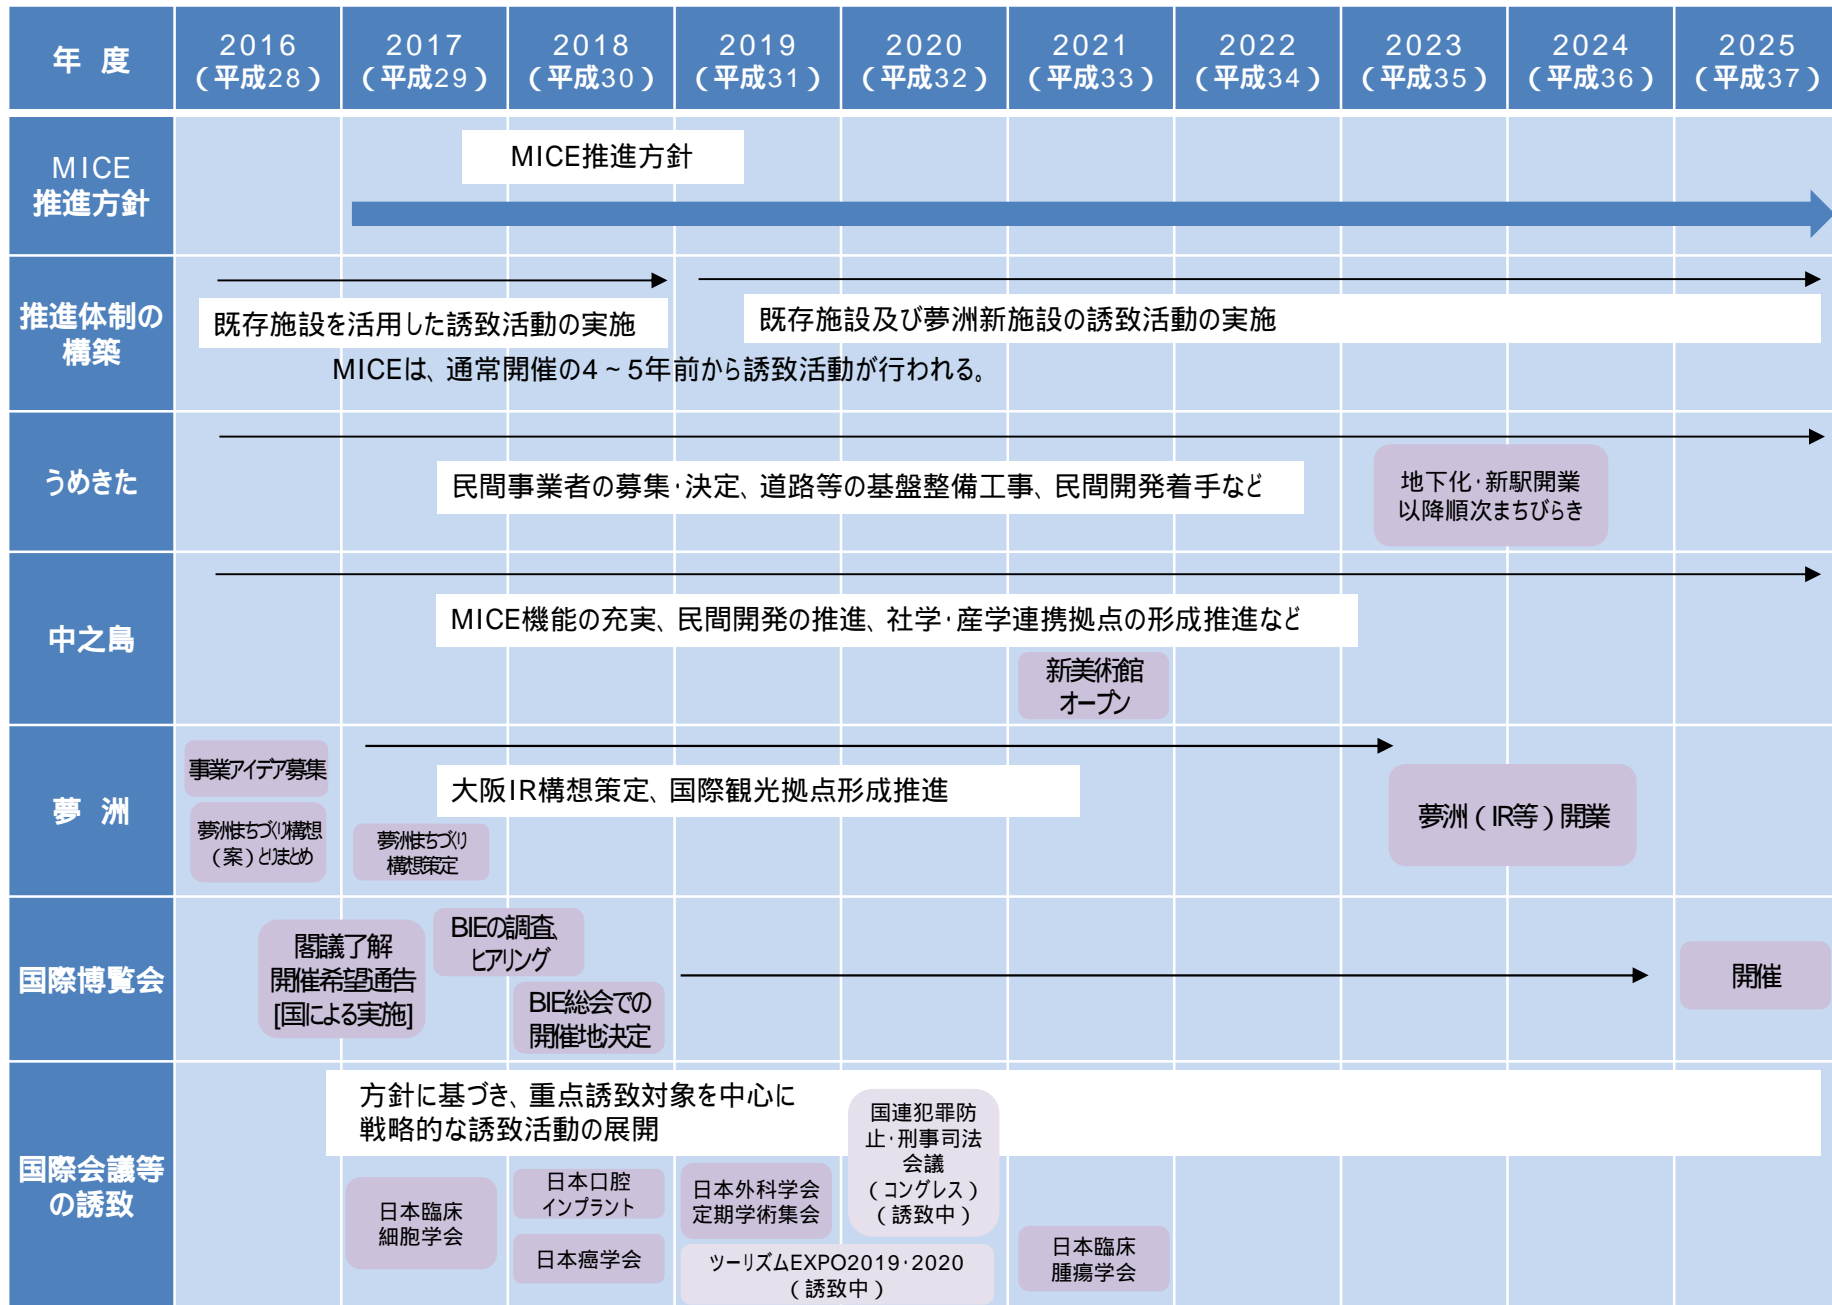 年 度
2016
(平成28)
2017
(平成29)
2018
(平成30)
2019
(平成31)
2020
(平成32)
2021
(平成33)
2022
(平成34)
2023
(平成35)
2024
(平成36)
2025
(平成37)
MICE
推進方針
MICE推進方針
推進体制の
構築
既存施設を活用した誘致活動の実施
既存施設及び夢洲新施設の誘致活動の実施
MICEは、通常開催の4~5年前から誘致活動が行われる。
うめきた
民間事業者の募集・決定、道路等の基盤整備工事、民間開発着手など
地下化・新駅開業
以降順次まちびらき
中之島
MICE機能の充実、民間開発の推進、社学・産学連携拠点の形成推進など
新美術館
オープン
夢 洲
事業アイデア募集
夢洲まちづくり構想
(案)とりまとめ
大阪IR構想策定、国際観光拠点形成推進
夢洲まちづくり
構想策定
夢洲(IR等)開業
国際博覧会
閣議了解
開催希望通告
[国による実施]
BIEの調査、
ヒアリング
BIE総会での
開催地決定
開催
国際会議等
の誘致
方針に基づき、重点誘致対象を中心に
戦略的な誘致活動の展開
日本臨床
細胞学会
日本口腔
インプラント
日本癌学会
日本外科学会
定期学術集会
国連犯罪防
止・刑事司法
会議
(コングレス)
(誘致中)
ツーリズムEXPO2019・2020
(誘致中)
日本臨床
腫瘍学会